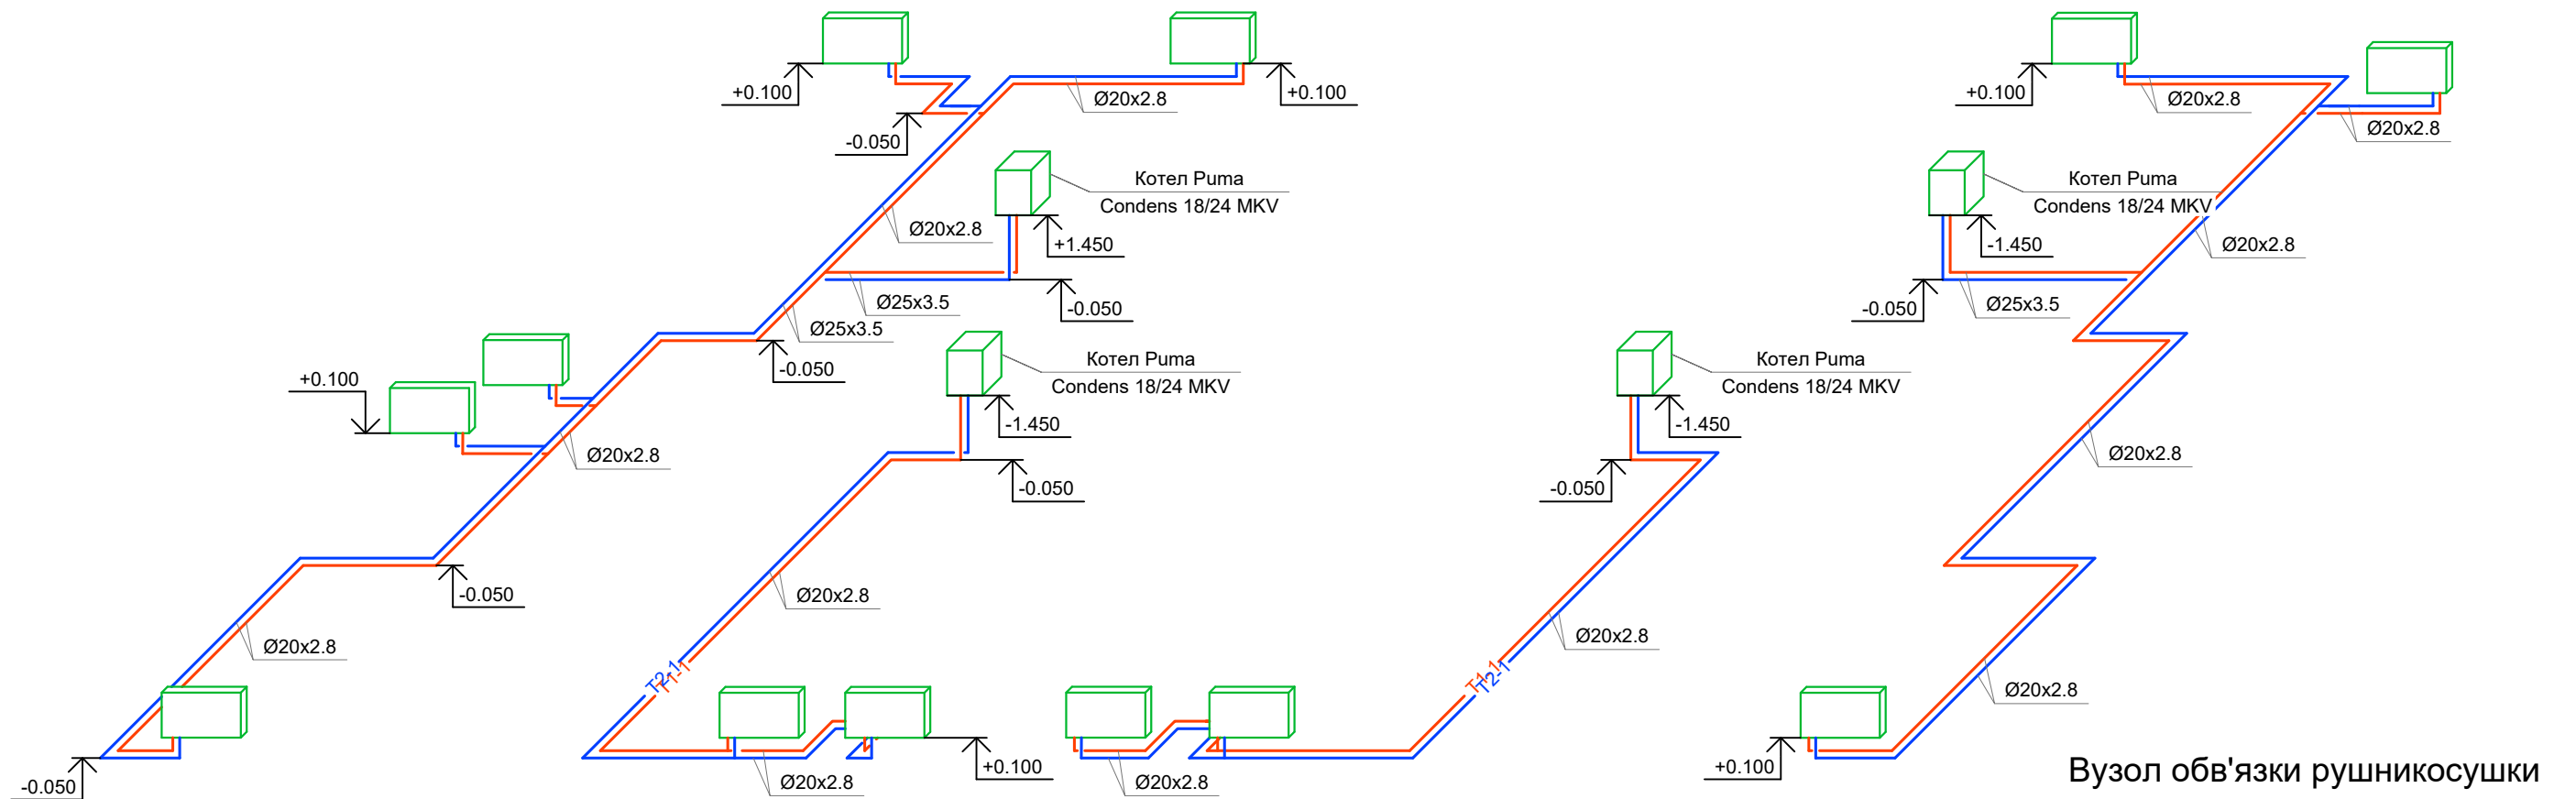 +0.100
Ø20x2.8
+0.100
-0.050
+0.100
Ø20x2.8
Ø20x2.8
Котел Puma
Condens 18/24 MKV
Ø20x2.8
+1.450
Ø25x3.5
-0.050
Ø25x3.5
Котел Puma
Condens 18/24 MKV
-1.450
Ø20x2.8
-0.050
Ø25x3.5
+0.100
-0.050
Ø20x2.8
Котел Puma
Condens 18/24 MKV
-1.450
-0.050
Котел Puma
Condens 18/24 MKV
-1.450
-0.050
Ø20x2.8
-0.050
Ø20x2.8
Ø20x2.8
Ø20x2.8
T2-1
T1-1
T1-1
T2-1
Ø20x2.8
-0.050
Ø20x2.8
+0.100
Ø20x2.8
+0.100
Вузол обв'язки рушникосушки